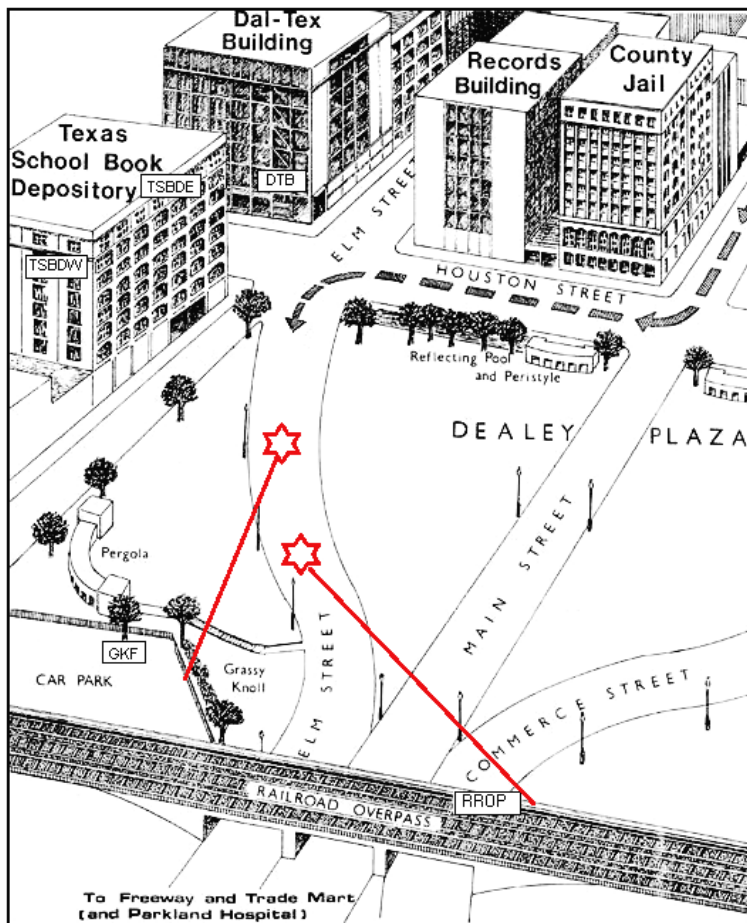 Dal-Tex
Building
Records
Building
County
Jail
Texas
School Book
Depository
TSBDE
DTB
TSBDW
ELM STREET
HOUSTON STREET
Reflecting Pool
and Peristyle
DEALEY PLAZA
Pergola
MAIN STREET
GKF
CAR PARK
Grassy
Knoll
ELM STREET
COMMERCE STREET
RROP
RAILROAD OVERPASS
To Freeway and Trade Mart
(and Parkland Hospital)